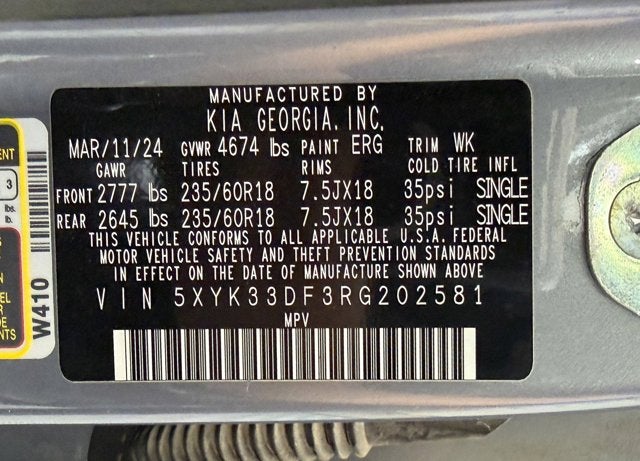 MANUFACTURED BY
KIA GEORGIA, INC.
MAR/11/24 GVWR 4674 lbs PAINT ERG TRIM WK
GAWR TIRES RIMS COLD TIRE INFL
FRONT 2777 lbs 235/60R18 7.5JX18 35psi SINGLE
REAR 2645 lbs 235/60R18 7.5JX18 35psi SINGLE
THIS VEHICLE CONFORMS TO ALL APPLICABLE U.S.A. FEDERAL
MOTOR VEHICLE SAFETY AND THEFT PREVENTION STANDARDS
IN EFFECT ON THE DATE OF MANUFACTURE SHOWN ABOVE.
VIN 5XYK33DF3RG202581
MPV
W410
3
lbs.
lb.